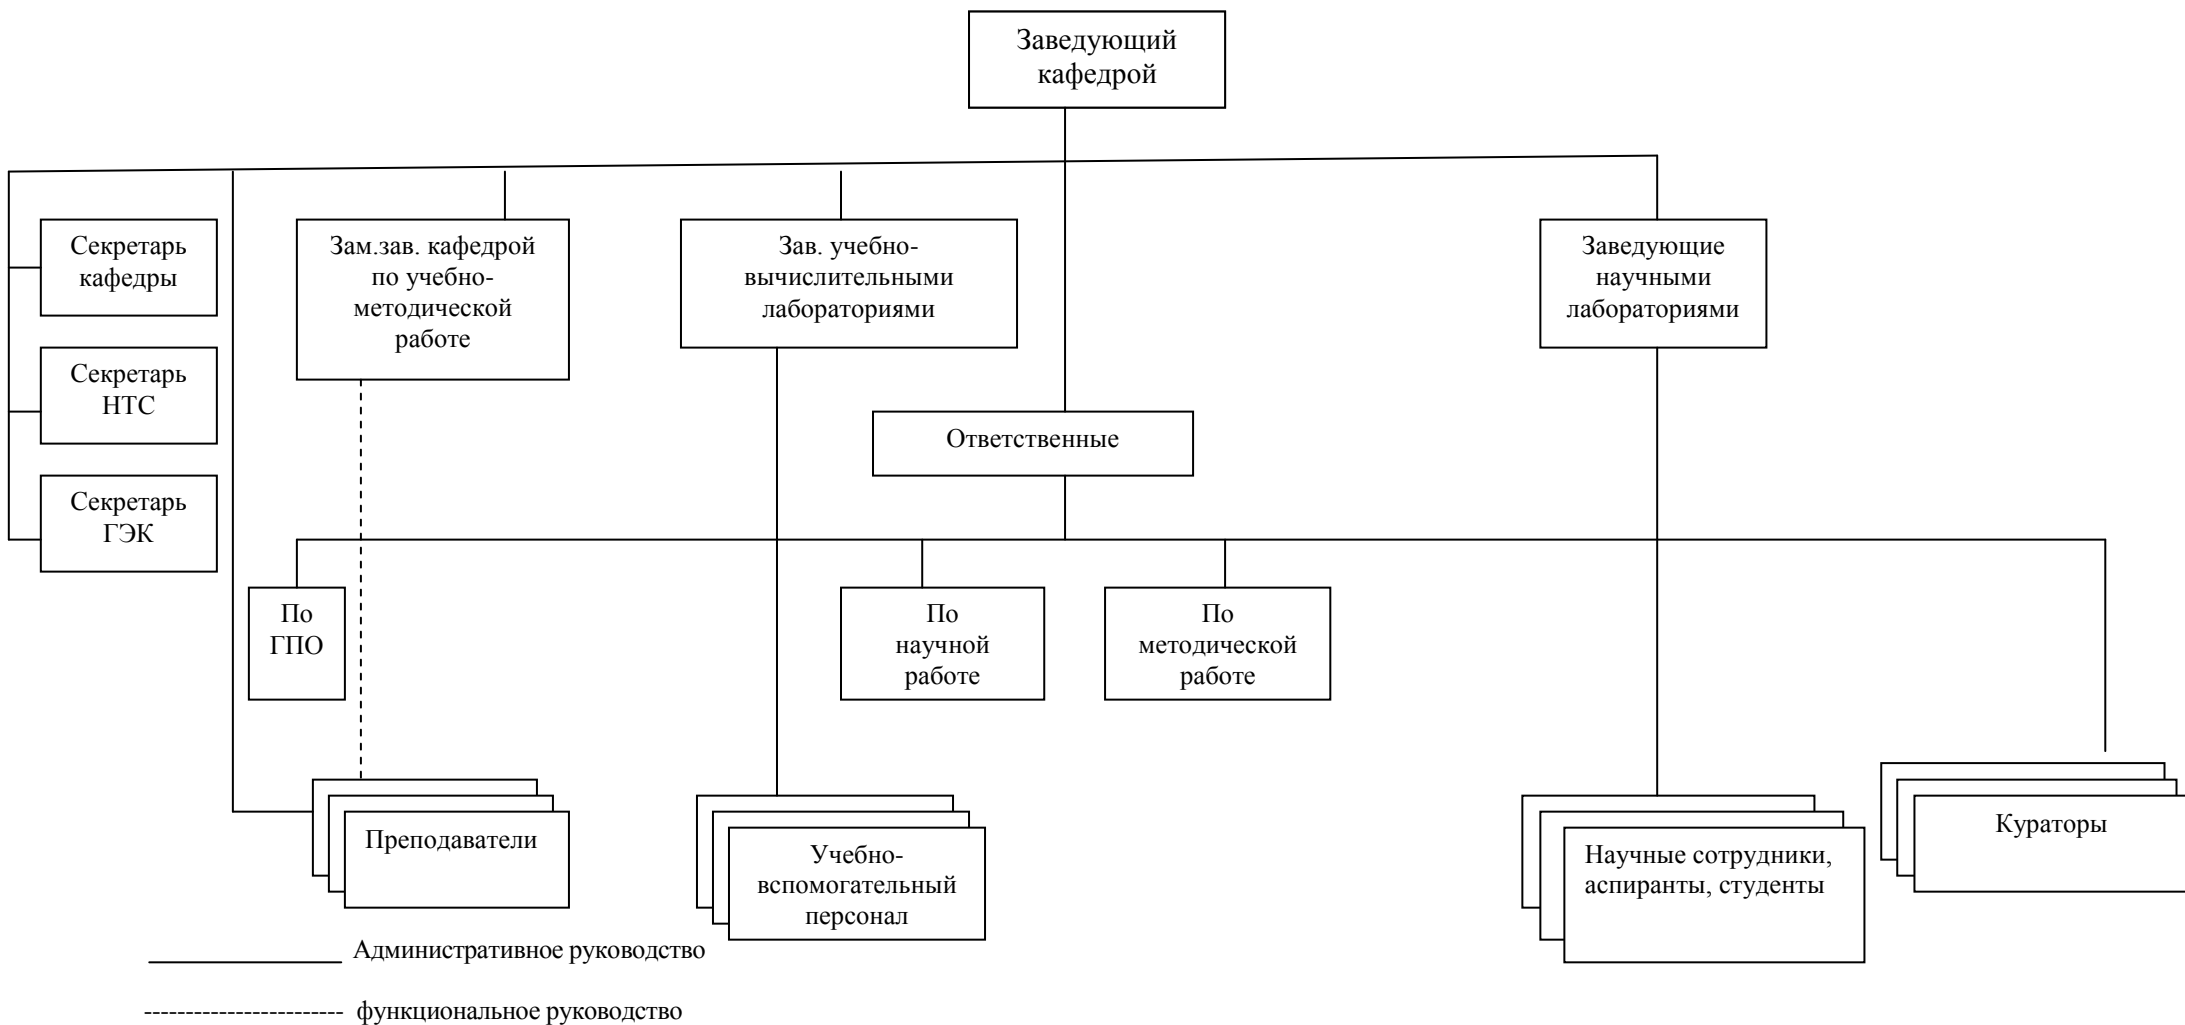 Заведующий
кафедрой
Секретарь
кафедры
Зам.зав. кафедрой
по учебно-
методической
работе
Зав. учебно-
вычислительными
лабораториями
Заведующие
научными
лабораториями
Секретарь
НТС
Ответственные
Секретарь
ГЭК
По
ГПО
По
научной
работе
По
методической
работе
Преподаватели
Учебно-
вспомогательный
персонал
Научные сотрудники,
аспиранты, студенты
Кураторы
Административное руководство
функциональное руководство